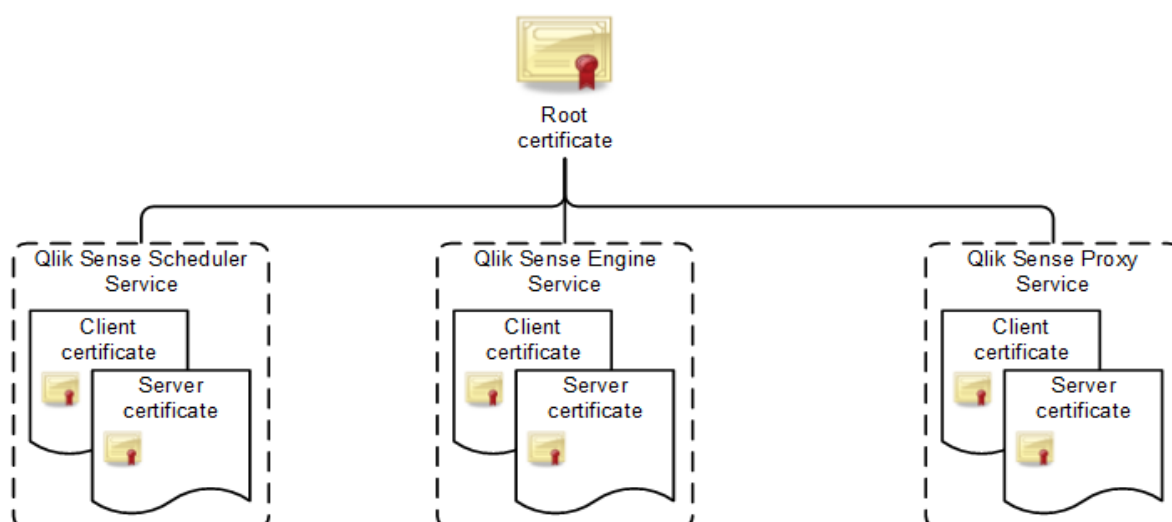 Root
certificate
Qlik Sense Scheduler
Service
Client
certificate
Server
certificate
Qlik Sense Engine
Service
Client
certificate
Server
certificate
Qlik Sense Proxy
Service
Client
certificate
Server
certificate